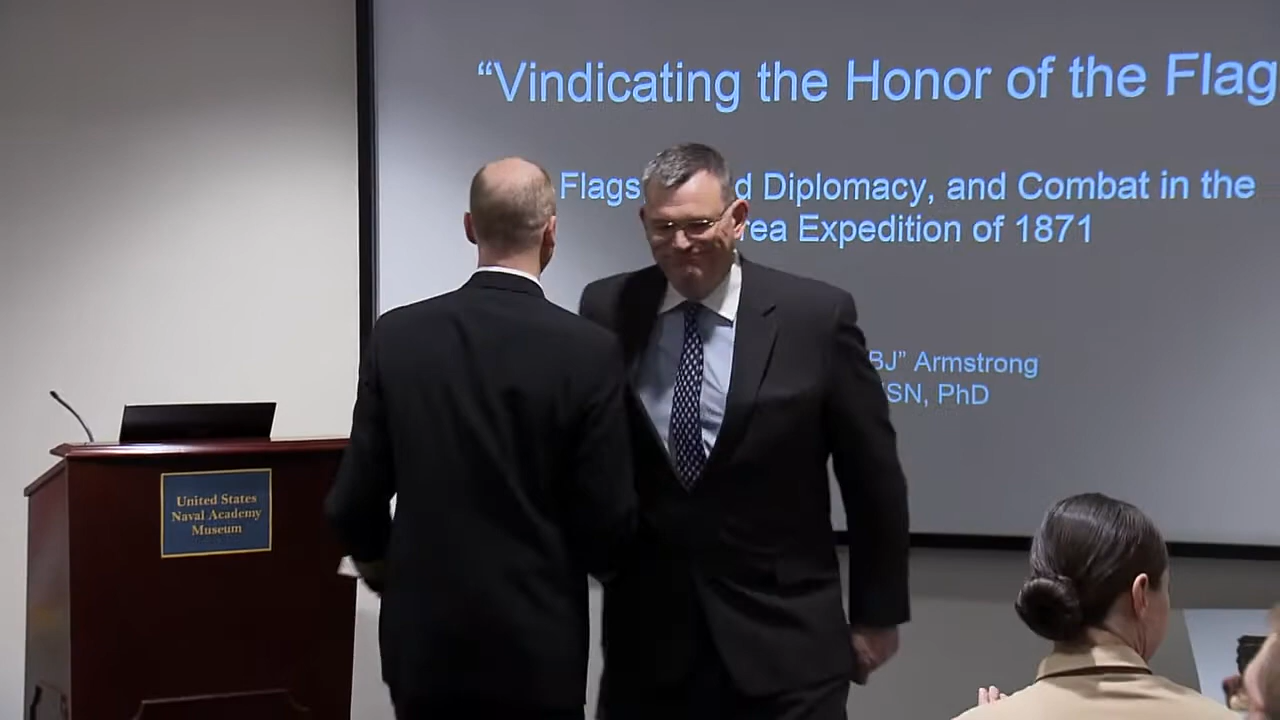 “Vindicating the Honor of the Flag
Flags d Diplomacy, and Combat in the
rea Expedition of 1871
BJ” Armstrong
SN, PhD
United States
Naval Academy
Museum